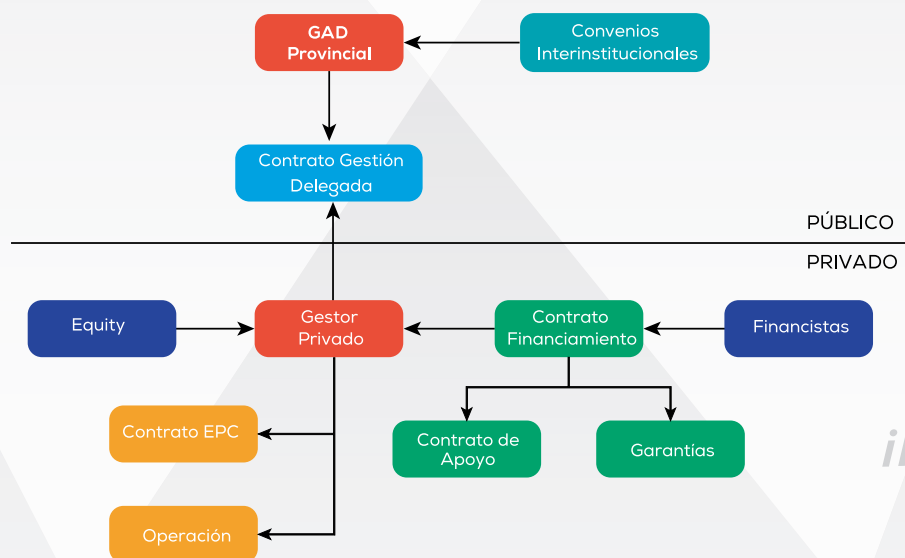 GAD
Provincial
Convenios
Interinstitucionales
Contrato Gestión
Delegada
PÚBLICO
PRIVADO
Equity
Gestor
Privado
Contrato
Financiamiento
Financistas
Contrato EPC
Contrato de
Apoyo
Garantías
Operación